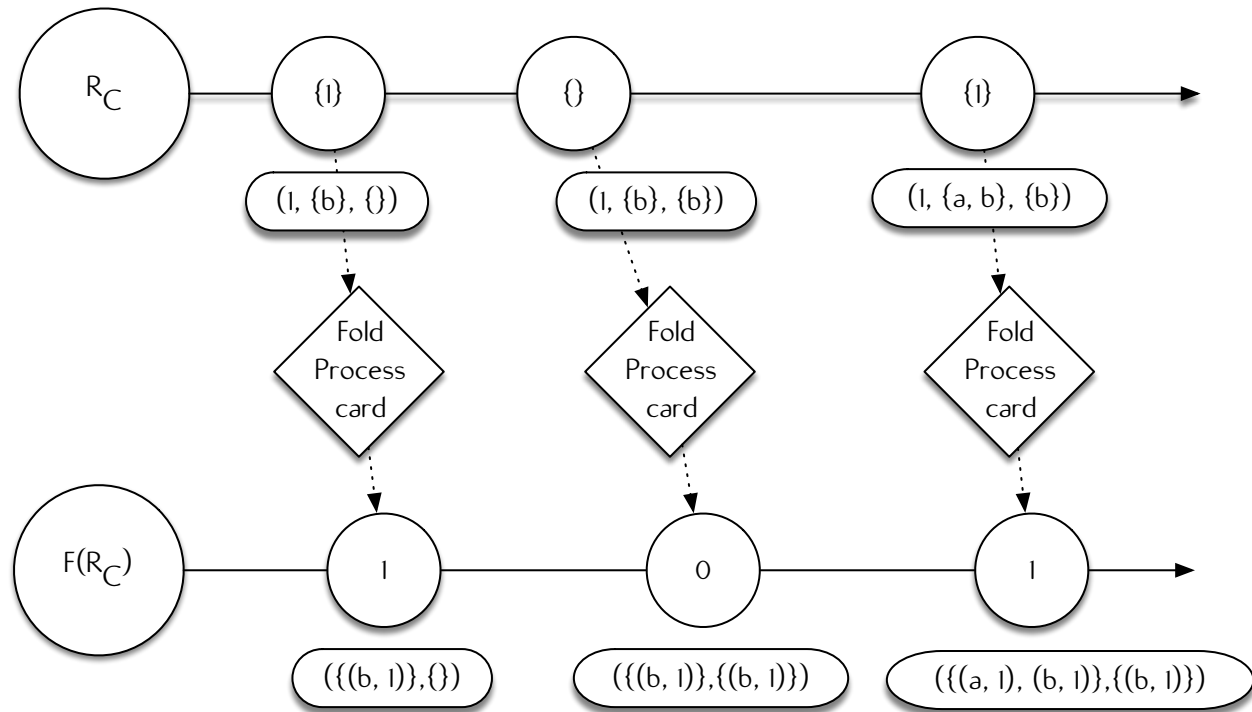 R_C
{1}
{}
{1}
(1, {b}, {})
(1, {b}, {b})
(1, {a, b}, {b})
Fold
Process
card
Fold
Process
card
Fold
Process
card
F(R_C)
1
0
1
({(b, 1)},{})
({(b, 1)},{(b, 1)})
({(a, 1), (b, 1)},{(b, 1)})